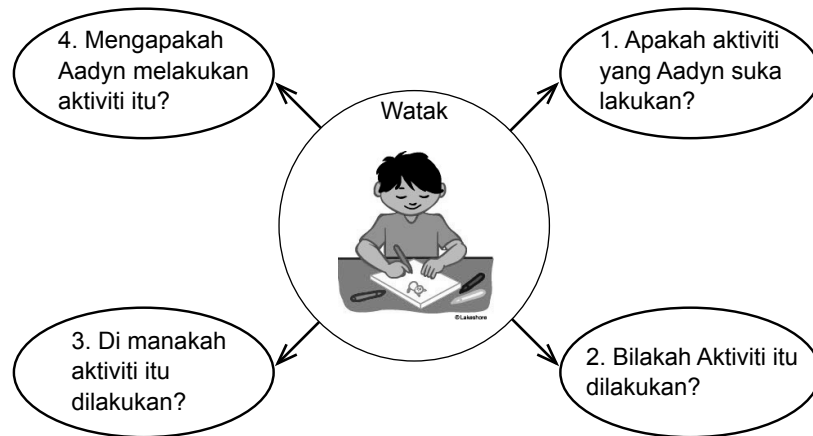 4. Mengapakah
Aadyn melakukan
aktiviti itu?
1. Apakah aktiviti
yang Aadyn suka
lakukan?
Watak
©Lakeshore
3. Di manakah
aktiviti itu
dilakukan?
2. Bilakah Aktiviti itu
dilakukan?